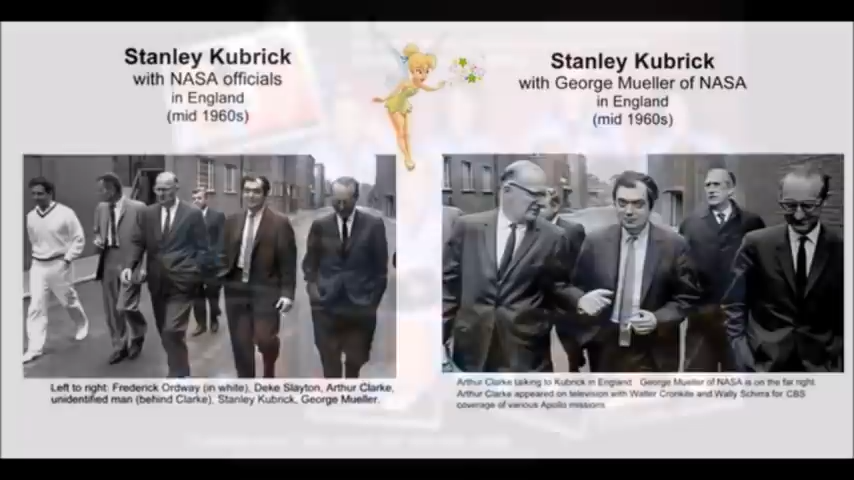 Stanley Kubrick
with NASA officials
in England
(mid 1960s)
Stanley Kubrick
with George Mueller of NASA
in England
(mid 1960s)
Left to right: Frederick Ordway (in white), Deke Slayton, Arthur Clarke,
unidentified man (behind Clarke), Stanley Kubrick, George Mueller.
Arthur Clarke talking to Kubrick in England. George Mueller of NASA is on the far right.
Arthur Clarke appeared on television with Walter Cronkite and Wally Schirra for CBS
coverage of various Apollo missions.